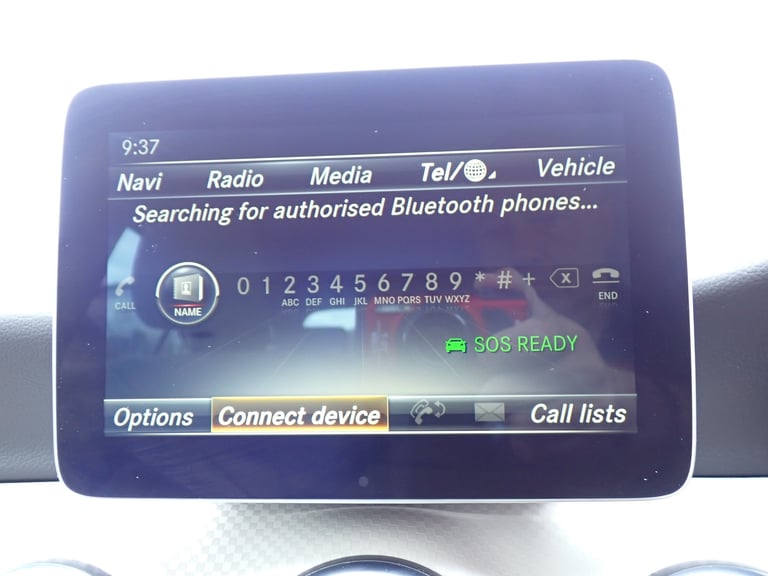 9:37
Navi Radio Media Tel/ Vehicle
Searching for authorised Bluetooth phones...
CALL NAME 0 1 2 3 4 5 6 7 8 9 * # + X END
ABC DEF GHI JKL MNO PQRS TUV WXYZ
SOS READY
Options Connect device Call lists